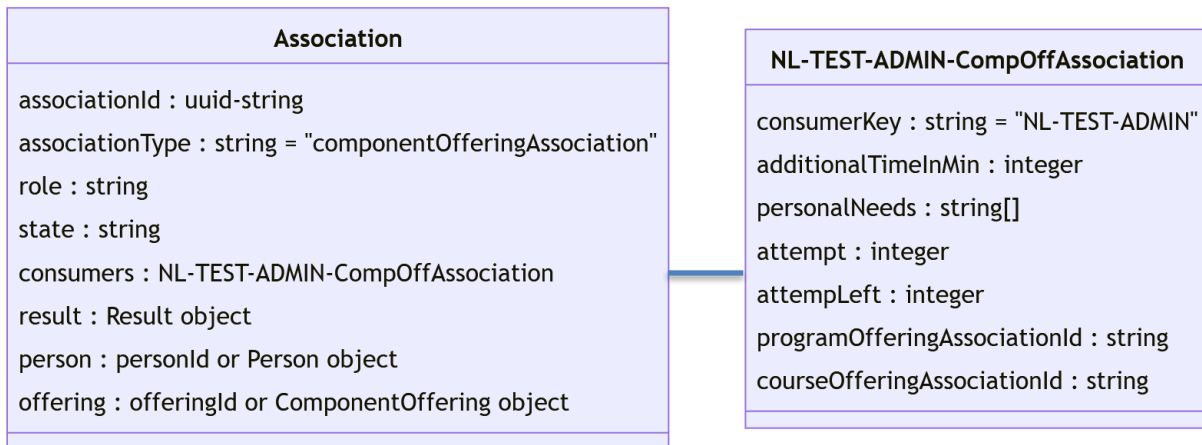 Association
associationId : uuid-string
associationType : string = "componentOfferingAssociation"
role : string
state : string
consumers : NL-TEST-ADMIN-CompOffAssociation
result : Result object
person : personId or Person object
offering : offeringId or ComponentOffering object
NL-TEST-ADMIN-CompOffAssociation
consumerKey : string = "NL-TEST-ADMIN"
additionalTimeInMin : integer
personalNeeds : string[]
attempt : integer
attempLeft : integer
programOfferingAssociationId : string
courseOfferingAssociationId : string